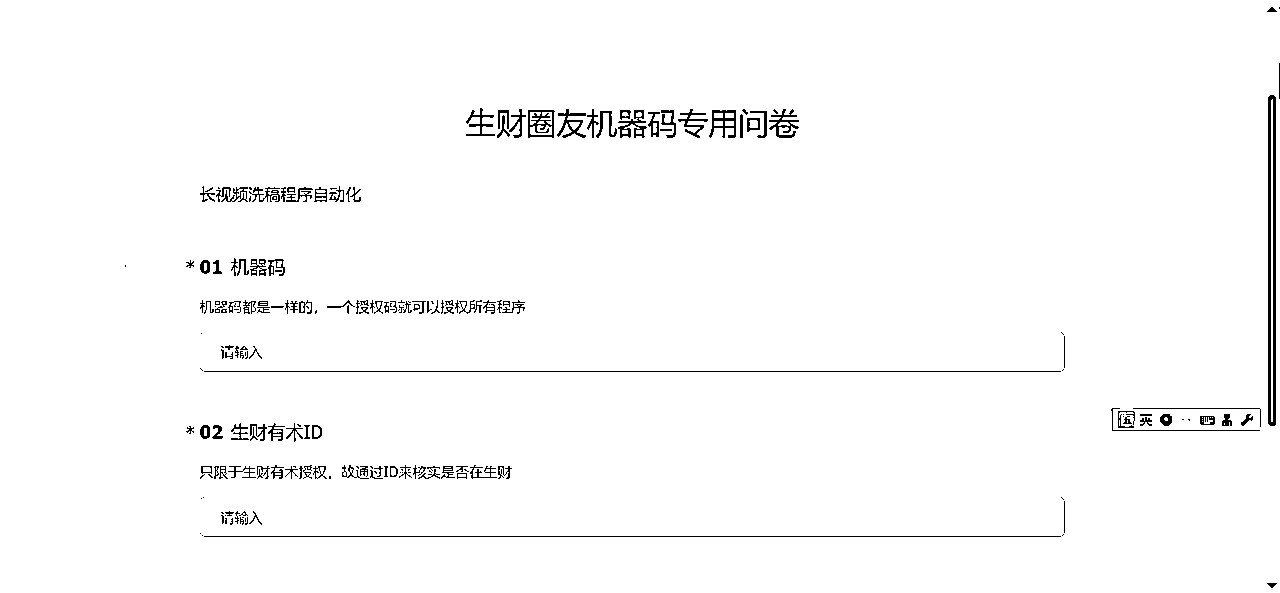 生财圈友机器码专用问卷
长视频洗稿程序自动化
* 01 机器码
机器码都是一样的，一个授权码就可以授权所有程序
请输入
* 02 生财有术ID
只限于生财有术授权，故通过ID来核实是否在生财
请输入
五 英